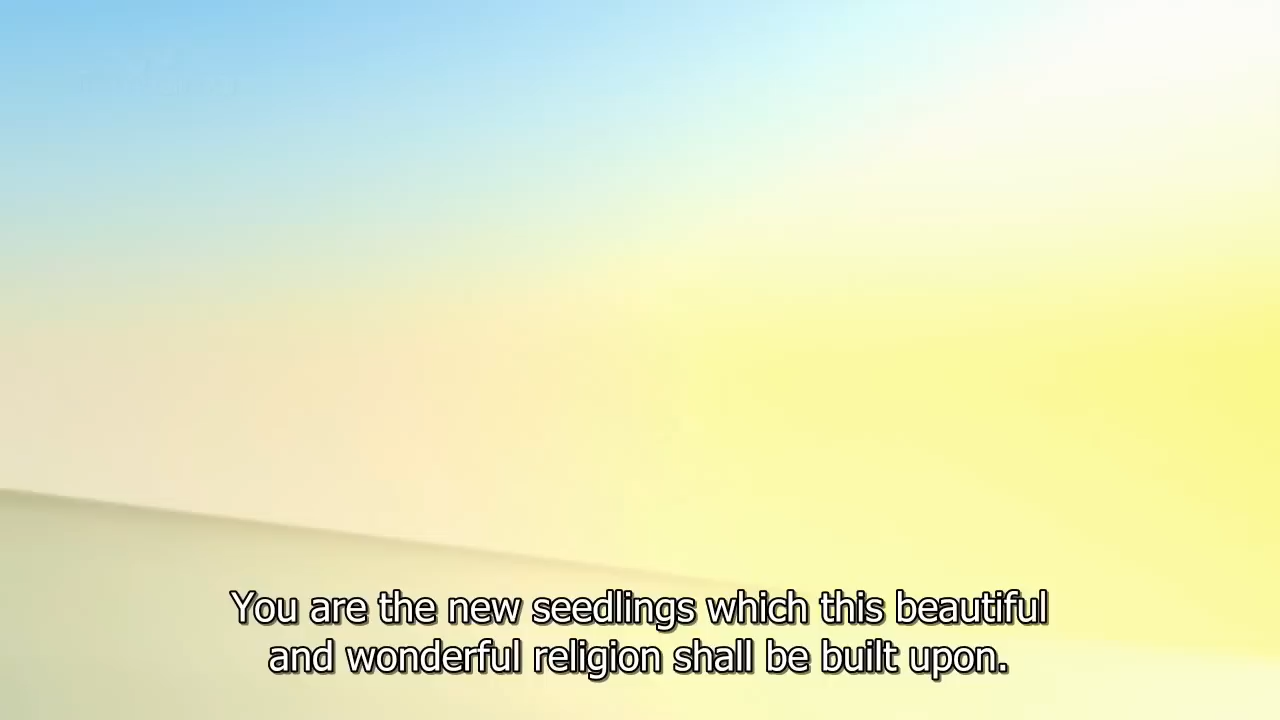 You are the new seedlings which this beautiful
and wonderful religion shall be built upon.